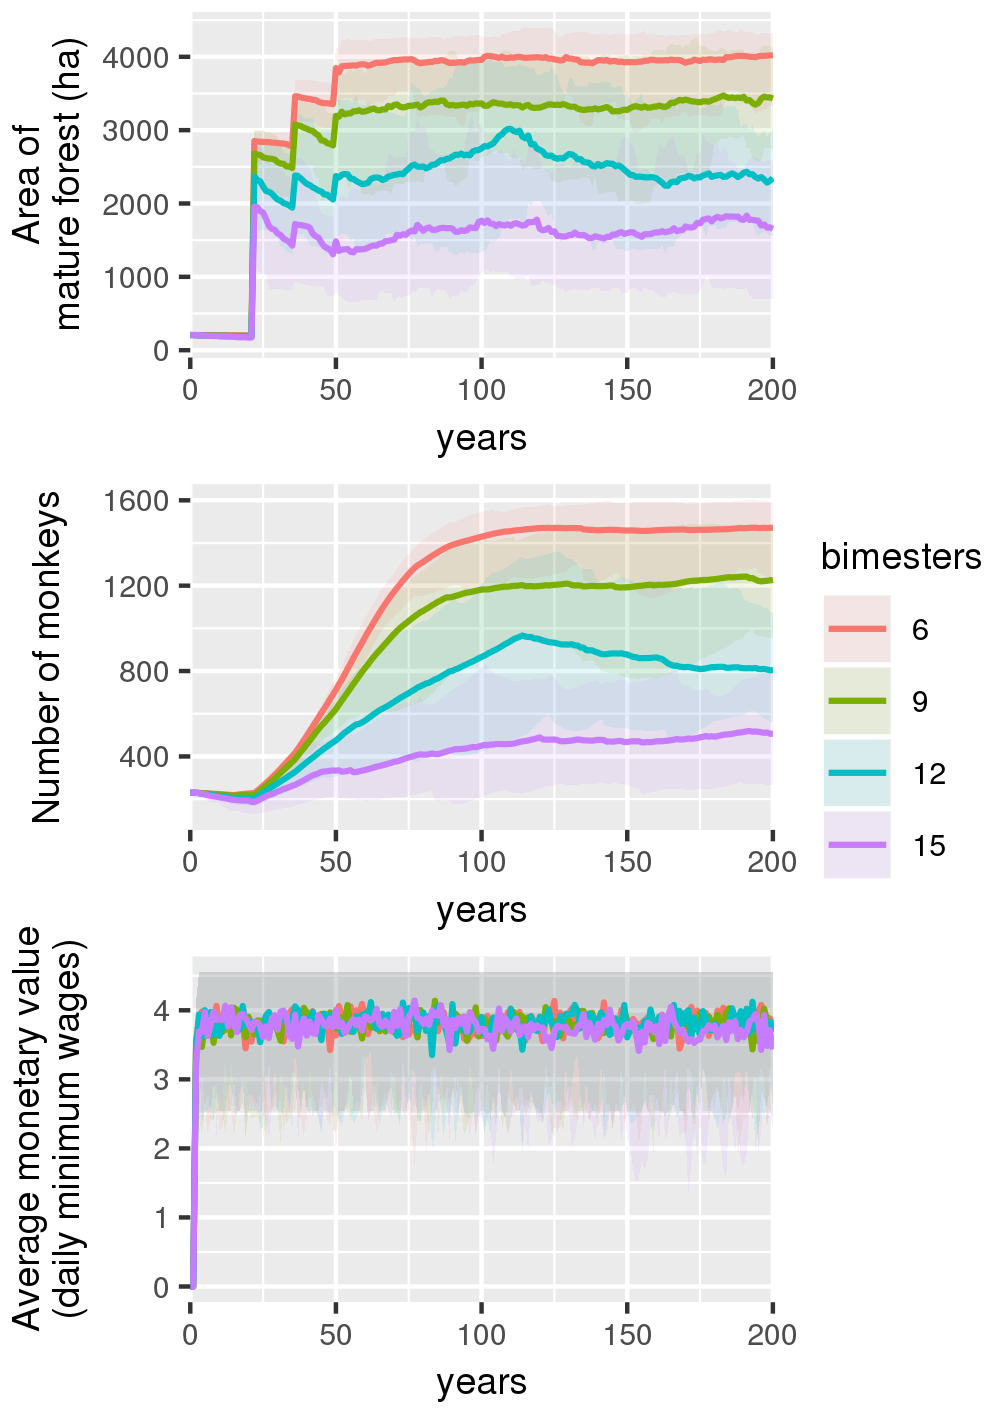 Area of
mature forest (ha)
4000
3000
2000
1000
0
0 50 100 150 200
years
Number of monkeys
1600
1200
800
400
0 50 100 150 200
years
bimesters
6
9
12
15
Average monetary value
(daily minimum wages)
4
3
2
1
0
0 50 100 150 200
years